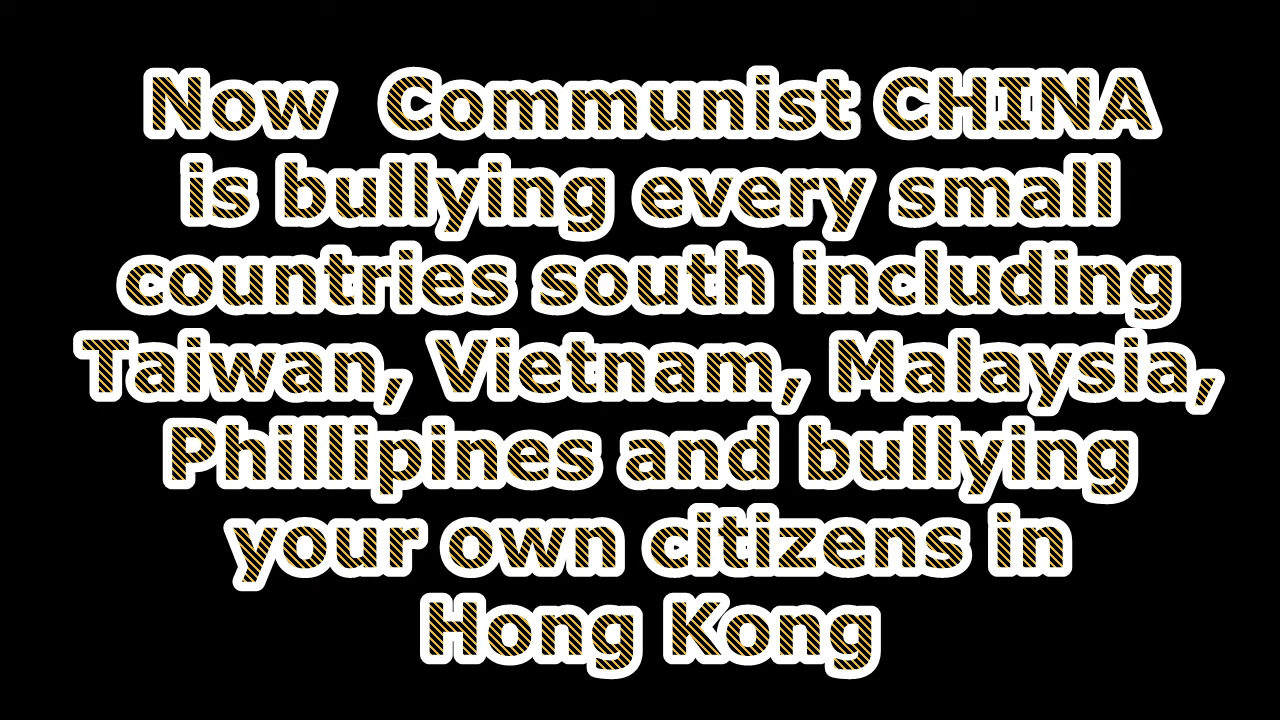 Now Communist CHINA
is bullying every small
countries south including
Taiwan, Vietnam, Malaysia,
Phillipines and bullying
your own citizens in
Hong Kong